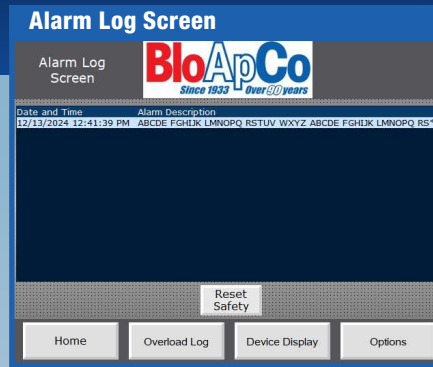 Alarm Log Screen
Alarm Log
Screen
BloApCo
Since 1933 Over 90 years
Date and Time Alarm Description
12/13/2024 12:41:39 PM ABCDE FGHIJK LMNOPQ RSTUV WXYZ ABCDE FGHIJK LMNOPQ RS*
Reset
Safety
Home Overload Log Device Display Options